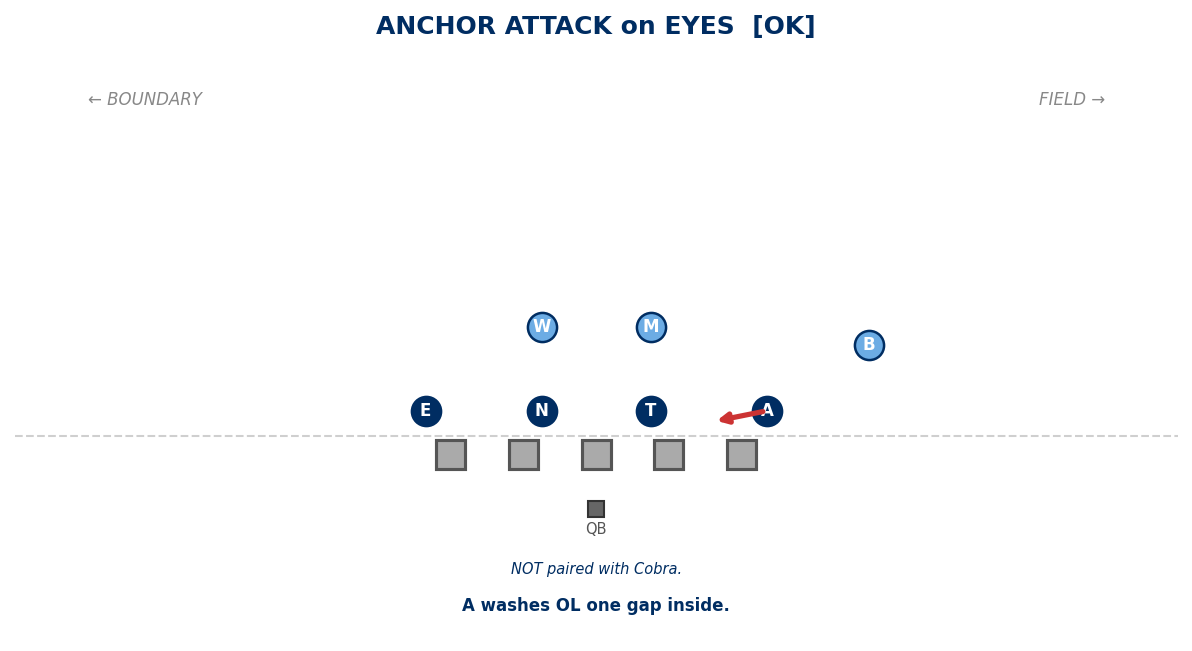 ANCHOR ATTACK on EYES [OK]
← BOUNDARY
FIELD →
W
M
B
E
N
T
A
QB
NOT paired with Cobra.
A washes OL one gap inside.